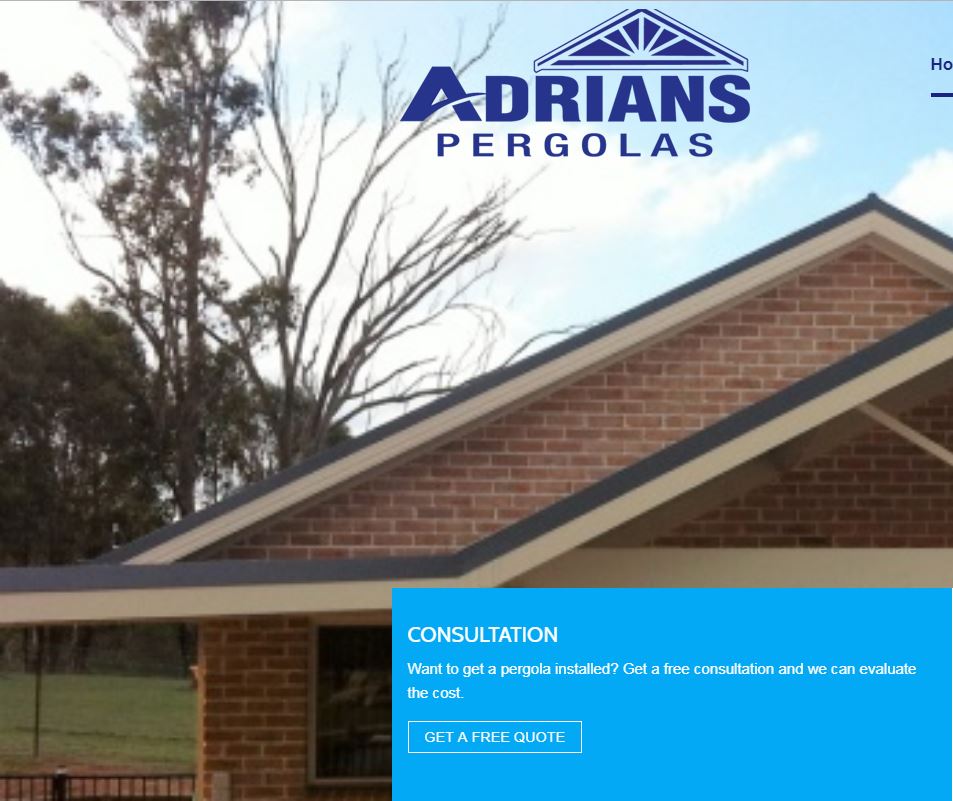 ADRIANS
PERGOLAS
Ho
CONSULTATION
Want to get a pergola installed? Get a free consultation and we can evaluate
the cost.
GET A FREE QUOTE